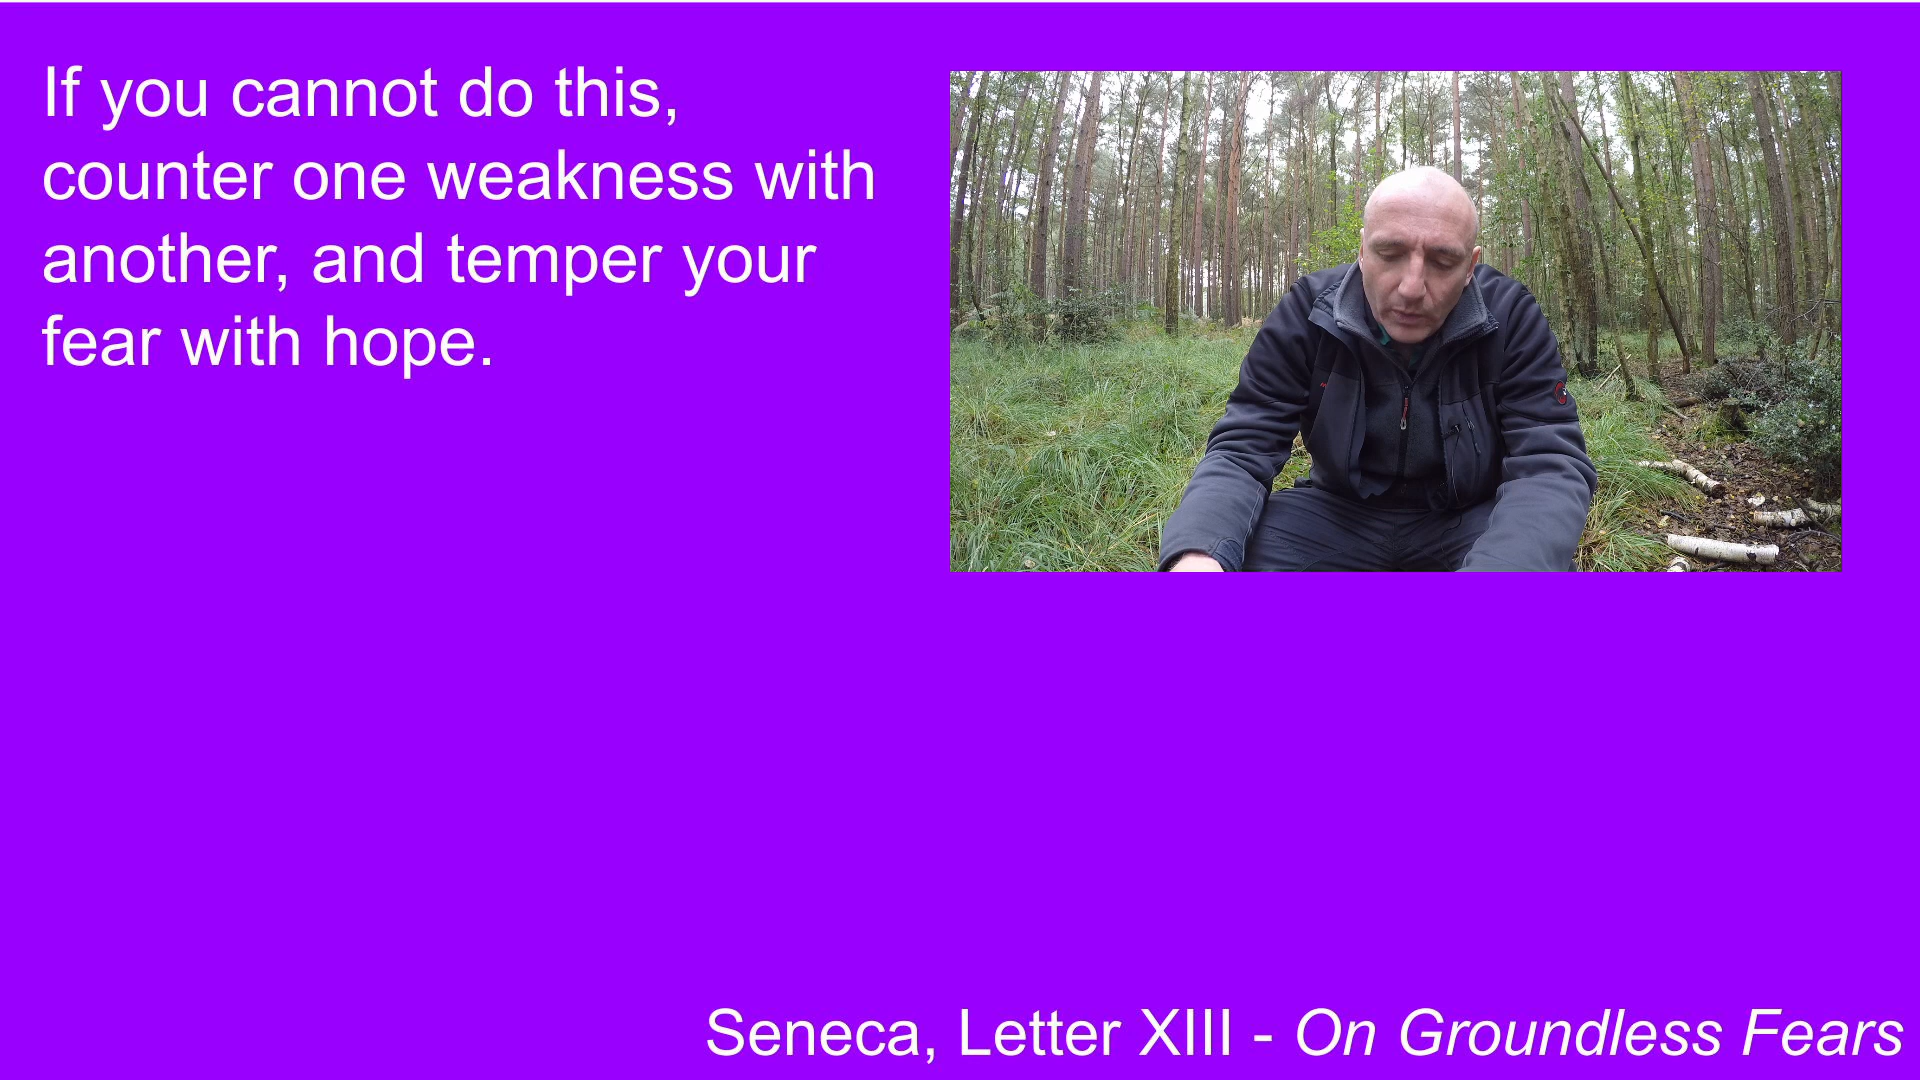 If you cannot do this,
counter one weakness with
another, and temper your
fear with hope.
Seneca, Letter XIII - On Groundless Fears